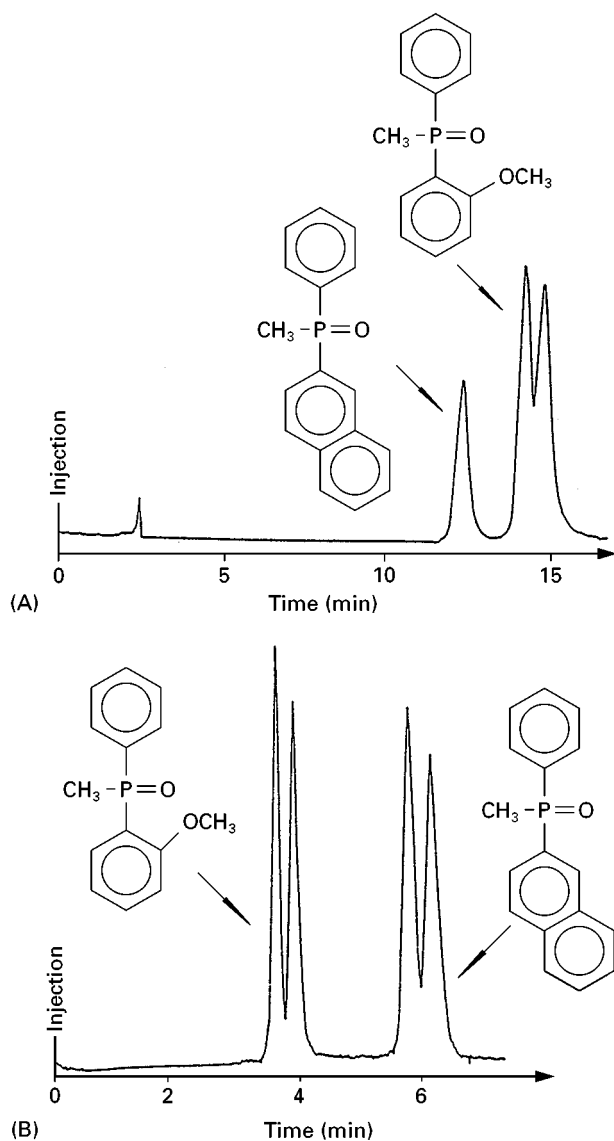 CH₃-P=O
OCH₃
CH₃-P=O
Injection
0 5 10 15
(A) Time (min)
CH₃-P=O
OCH₃
CH₃-P=O
Injection
0 2 4 6
(B) Time (min)